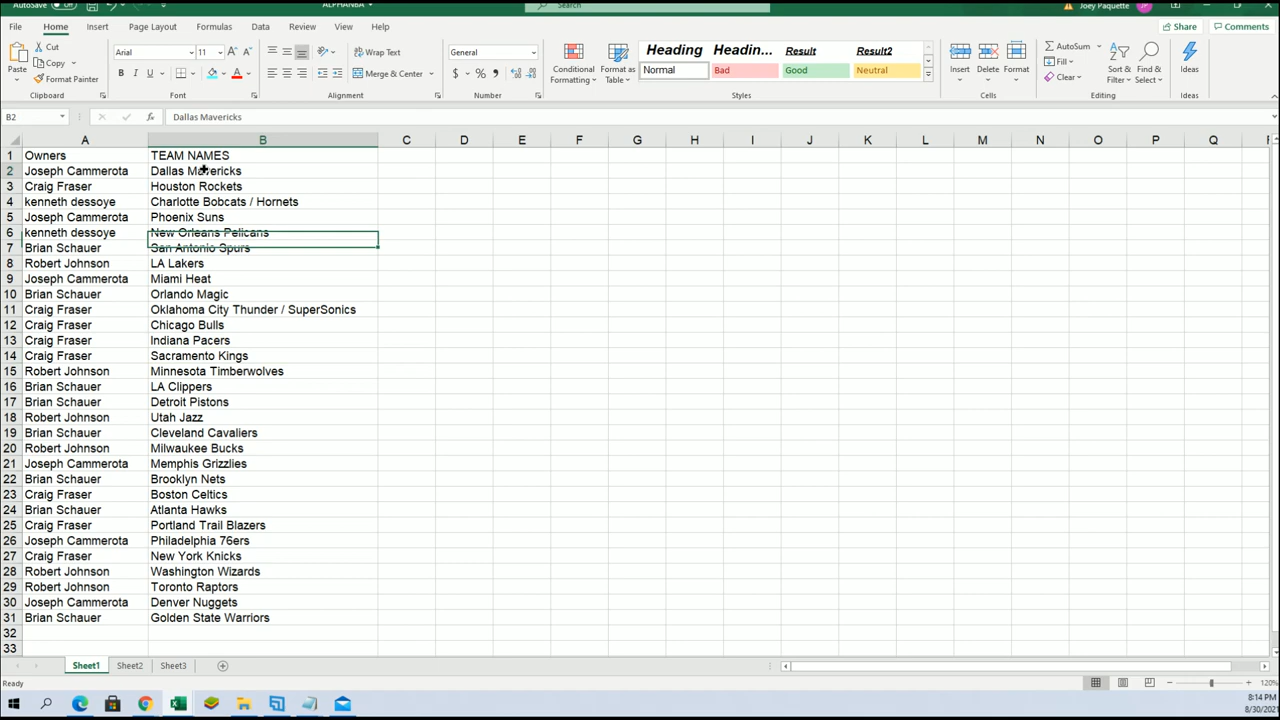 AutoSave Off ALPHANBA Search Joey Paquette JP
File Home Insert Page Layout Formulas Data Review View Help Share Comments
Paste Cut Copy Format Painter
Arial 11 General
Wrap Text Merge & Center
Conditional Formatting Format as Table
Heading Headin... Result Result2
Normal Bad Good Neutral
Insert Delete Format
AutoSum Fill Clear
Sort & Filter Find & Select Ideas
Clipboard Font Alignment Number Styles Cells Editing Ideas
B2 fx Dallas Mavericks
A B C D E F G H I J K L M N O P Q
1 Owners TEAM NAMES
2 Joseph Cammerota Dallas Mavericks
3 Craig Fraser Houston Rockets
4 kenneth dessoye Charlotte Bobcats / Hornets
5 Joseph Cammerota Phoenix Suns
6 kenneth dessoye New Orleans Pelicans
7 Brian Schauer San Antonio Spurs
8 Robert Johnson LA Lakers
9 Joseph Cammerota Miami Heat
10 Brian Schauer Orlando Magic
11 Craig Fraser Oklahoma City Thunder / SuperSonics
12 Craig Fraser Chicago Bulls
13 Craig Fraser Indiana Pacers
14 Craig Fraser Sacramento Kings
15 Robert Johnson Minnesota Timberwolves
16 Brian Schauer LA Clippers
17 Brian Schauer Detroit Pistons
18 Robert Johnson Utah Jazz
19 Brian Schauer Cleveland Cavaliers
20 Robert Johnson Milwaukee Bucks
21 Joseph Cammerota Memphis Grizzlies
22 Brian Schauer Brooklyn Nets
23 Craig Fraser Boston Celtics
24 Brian Schauer Atlanta Hawks
25 Craig Fraser Portland Trail Blazers
26 Joseph Cammerota Philadelphia 76ers
27 Craig Fraser New York Knicks
28 Robert Johnson Washington Wizards
29 Robert Johnson Toronto Raptors
30 Joseph Cammerota Denver Nuggets
31 Brian Schauer Golden State Warriors
32
33
Sheet1 Sheet2 Sheet3
Ready 120%
8:14 PM
8/30/2021